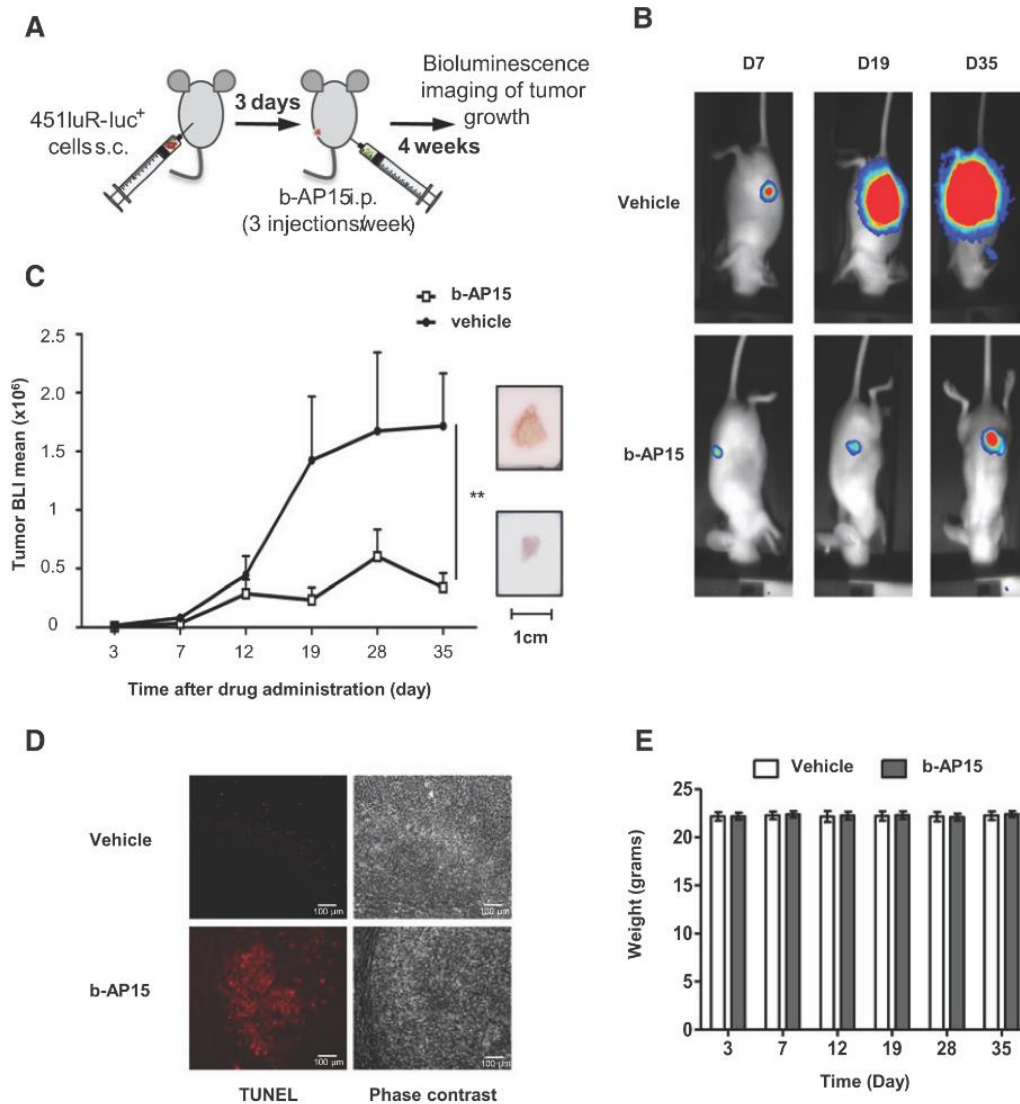 A
451luR-luc+
cells s.c.
3 days
b-AP15i.p.
(3 injections/week)
4 weeks
Bioluminescence
imaging of tumor
growth
B
D7
D19
D35
Vehicle
b-AP15
C
b-AP15
vehicle
Tumor BLI mean (x10⁶)
2.5
2.0
1.5
1.0
0.5
0
3
7
12
19
28
35
Time after drug administration (day)
**
1cm
D
Vehicle
100 µm
100 µm
b-AP15
100 µm
100 µm
TUNEL
Phase contrast
E
Vehicle
b-AP15
Weight (grams)
25
20
15
10
5
0
3
7
12
19
28
35
Time (Day)